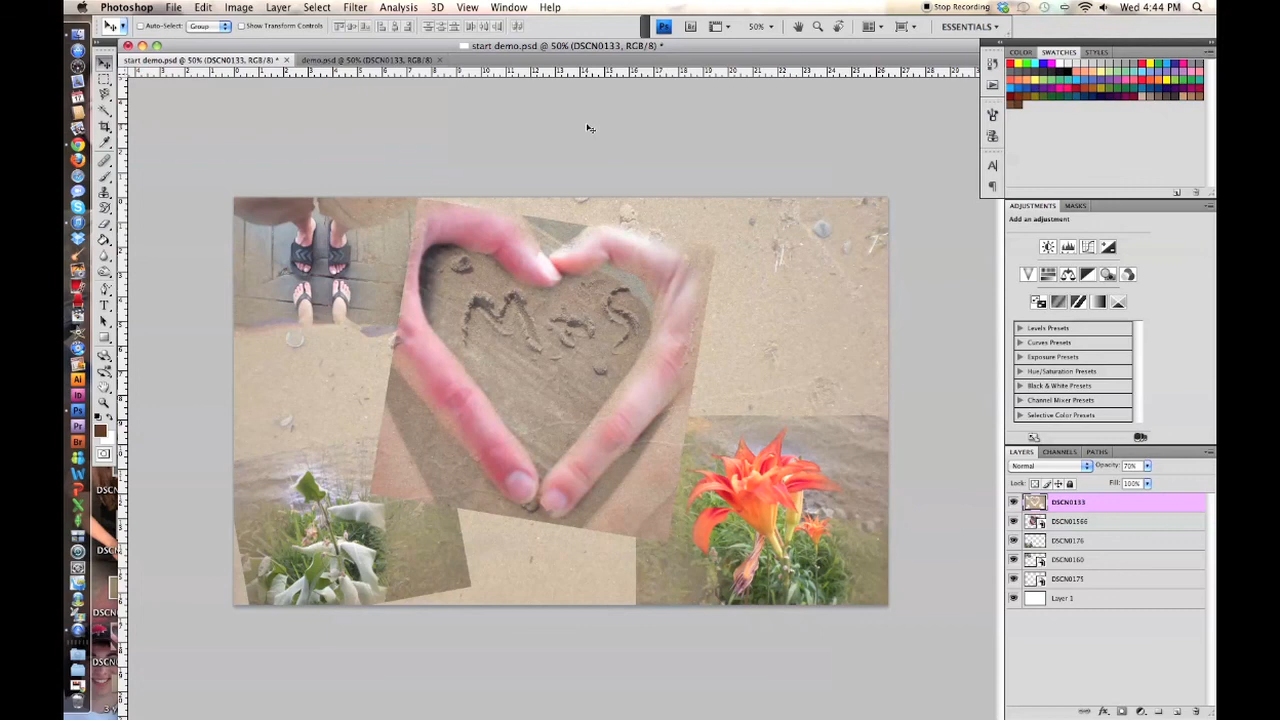 Photoshop File Edit Image Layer Select Filter Analysis 3D View Window Help Stop Recording Wed 4:44 PM
Auto-Select: Group Show Transform Controls Ps Br 50% ESSENTIALS
start demo.psd @ 50% (DSCN0133, RGB/8) *
start demo.psd @ 50% (DSCN0133, RGB/8) * demo.psd @ 50% (DSCN0133, RGB/8)
COLOR SWATCHES STYLES
ADJUSTMENTS MASKS
Add an adjustment
Levels Presets
Curves Presets
Exposure Presets
Hue/Saturation Presets
Black & White Presets
Channel Mixer Presets
Selective Color Presets
LAYERS CHANNELS PATHS
Normal Opacity: 70%
Lock: Fill: 100%
DSCN0133
DSCN01566
DSCN0176
DSCN0160
DSCN0175
Layer 1
M + S